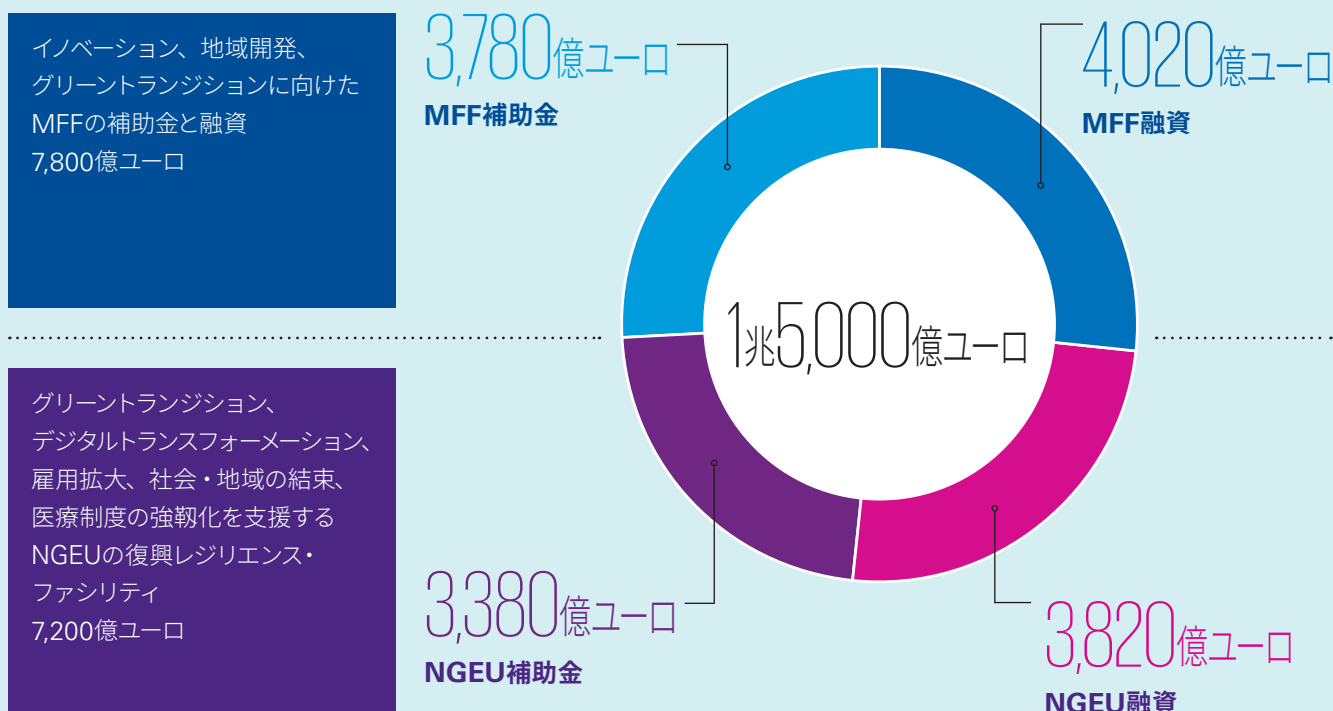 イノベーション、地域開発、
グリーントランジションに向けた
MFFの補助金と融資
7,800億ユーロ
3,780億ユーロ
MFF補助金
4,020億ユーロ
MFF融資
1兆5,000億ユーロ
グリーントランジション、
デジタルトランスフォーメーション、
雇用拡大、社会・地域の結束、
医療制度の強靱化を支援する
NGEUの復興レジリエンス・
ファシリティ
7,200億ユーロ
3,380億ユーロ
NGEU補助金
3,820億ユーロ
NGEU融資